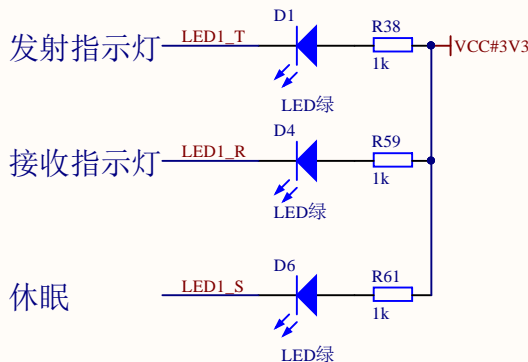 D1
R38
发射指示灯
LED1_T
VCC#3V3
1k
LED绿
D4
R59
接收指示灯
LED1_R
1k
LED绿
D6
R61
休眠
LED1_S
1k
LED绿